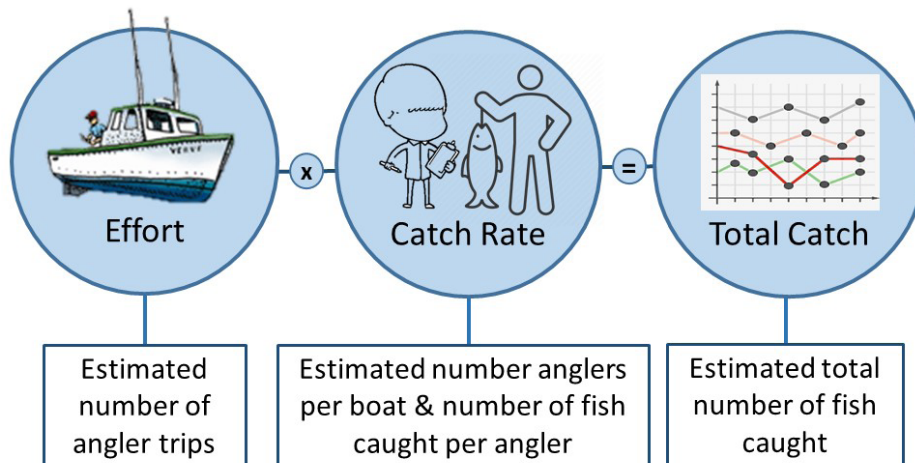 Effort
x
Catch Rate
=
Total Catch
Estimated
number of
angler trips
Estimated number anglers
per boat & number of fish
caught per angler
Estimated total
number of fish
caught